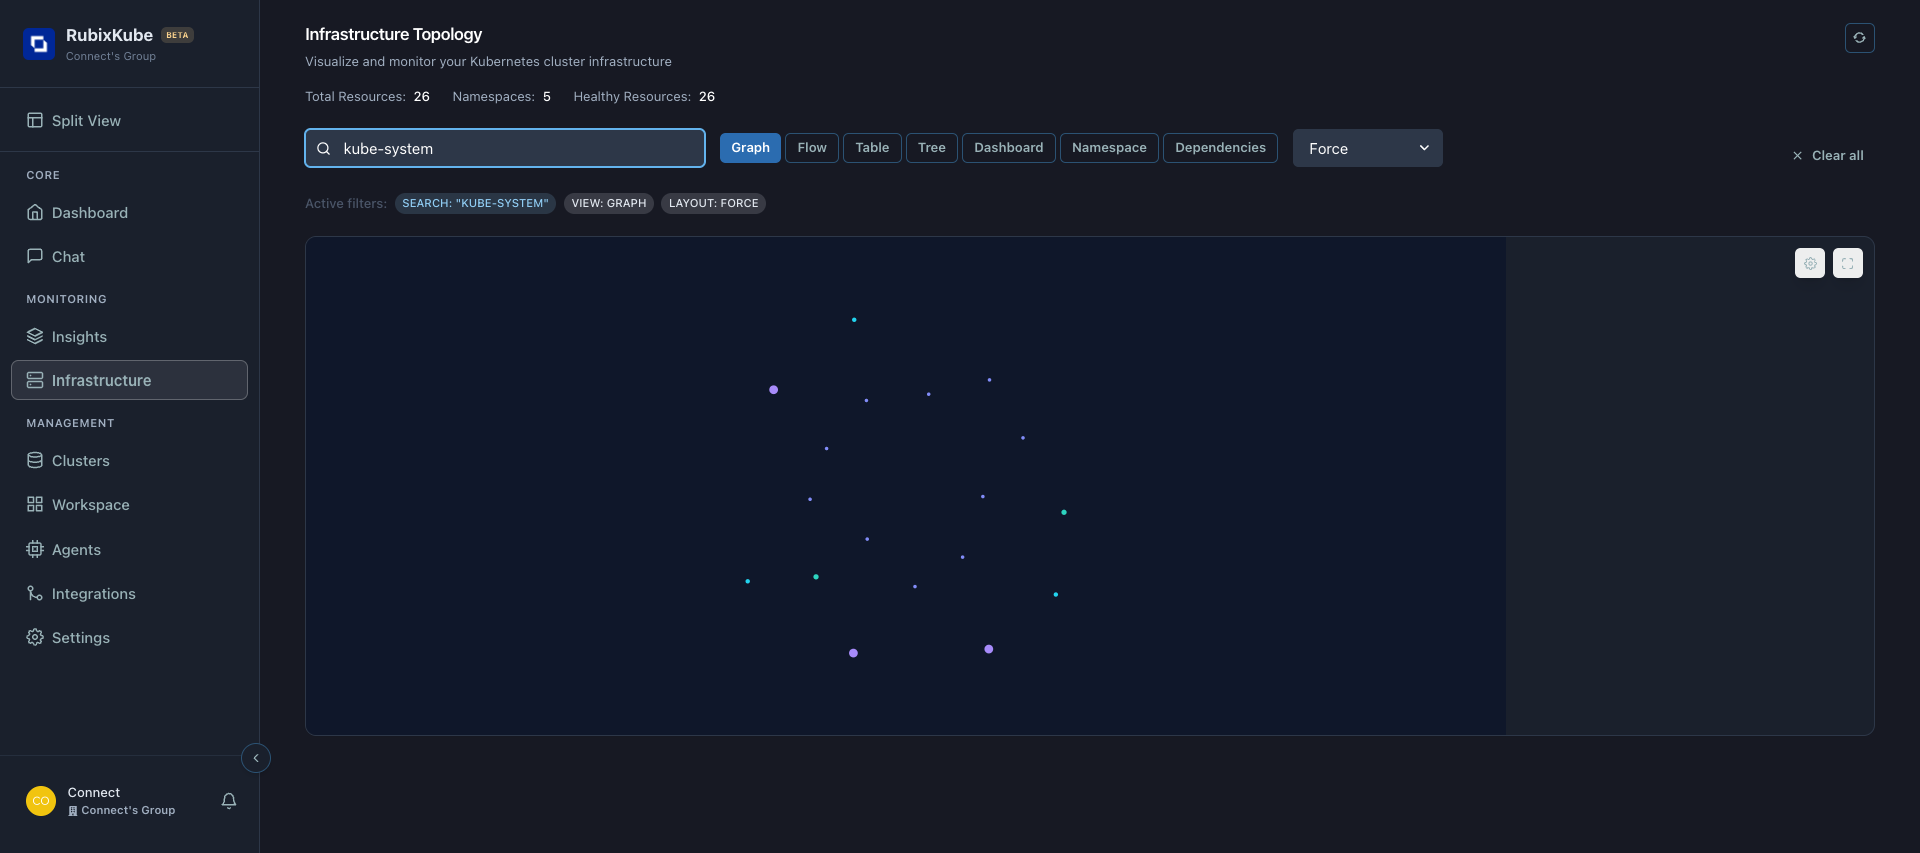 RubixKube BETA
Connect's Group
Split View
CORE
Dashboard
Chat
MONITORING
Insights
Infrastructure
MANAGEMENT
Clusters
Workspace
Agents
Integrations
Settings
CO
Connect
Connect's Group
Infrastructure Topology
Visualize and monitor your Kubernetes cluster infrastructure
Total Resources: 26 Namespaces: 5 Healthy Resources: 26
kube-system
Graph Flow Table Tree Dashboard Namespace Dependencies Force
Clear all
Active filters: SEARCH: "KUBE-SYSTEM" VIEW: GRAPH LAYOUT: FORCE